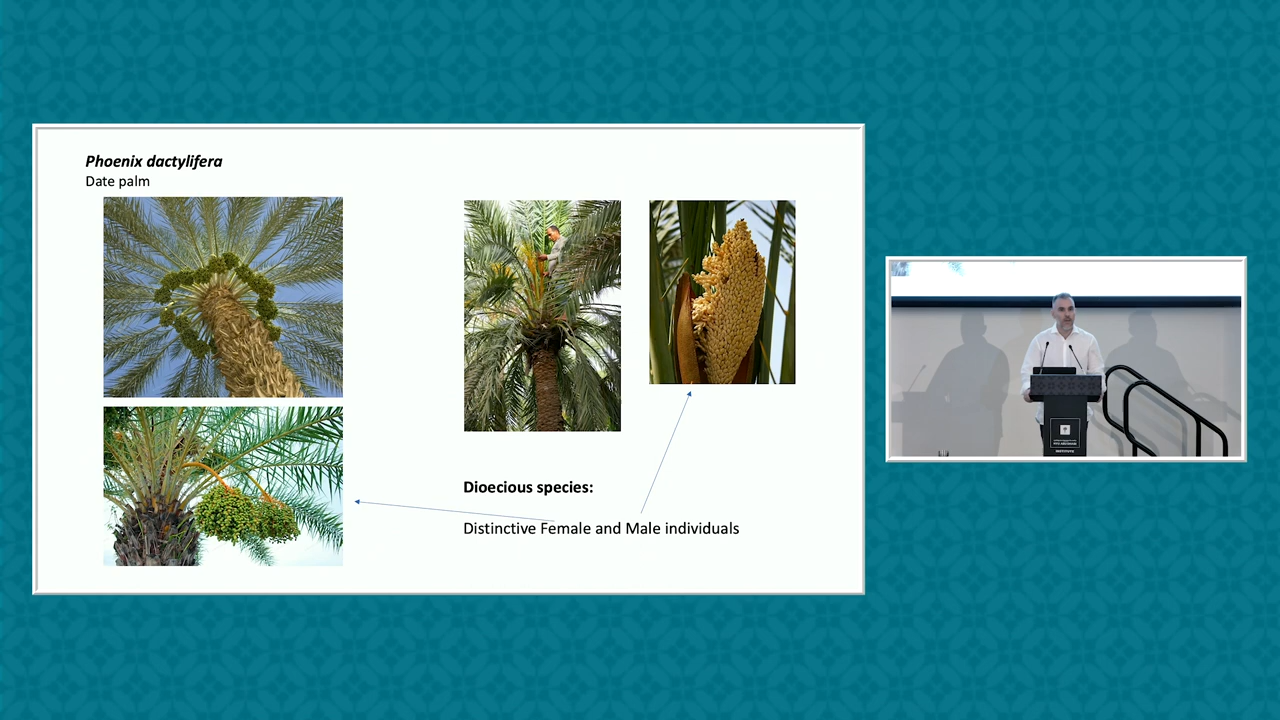 Phoenix dactylifera
Date palm
Dioecious species:
Distinctive Female and Male individuals